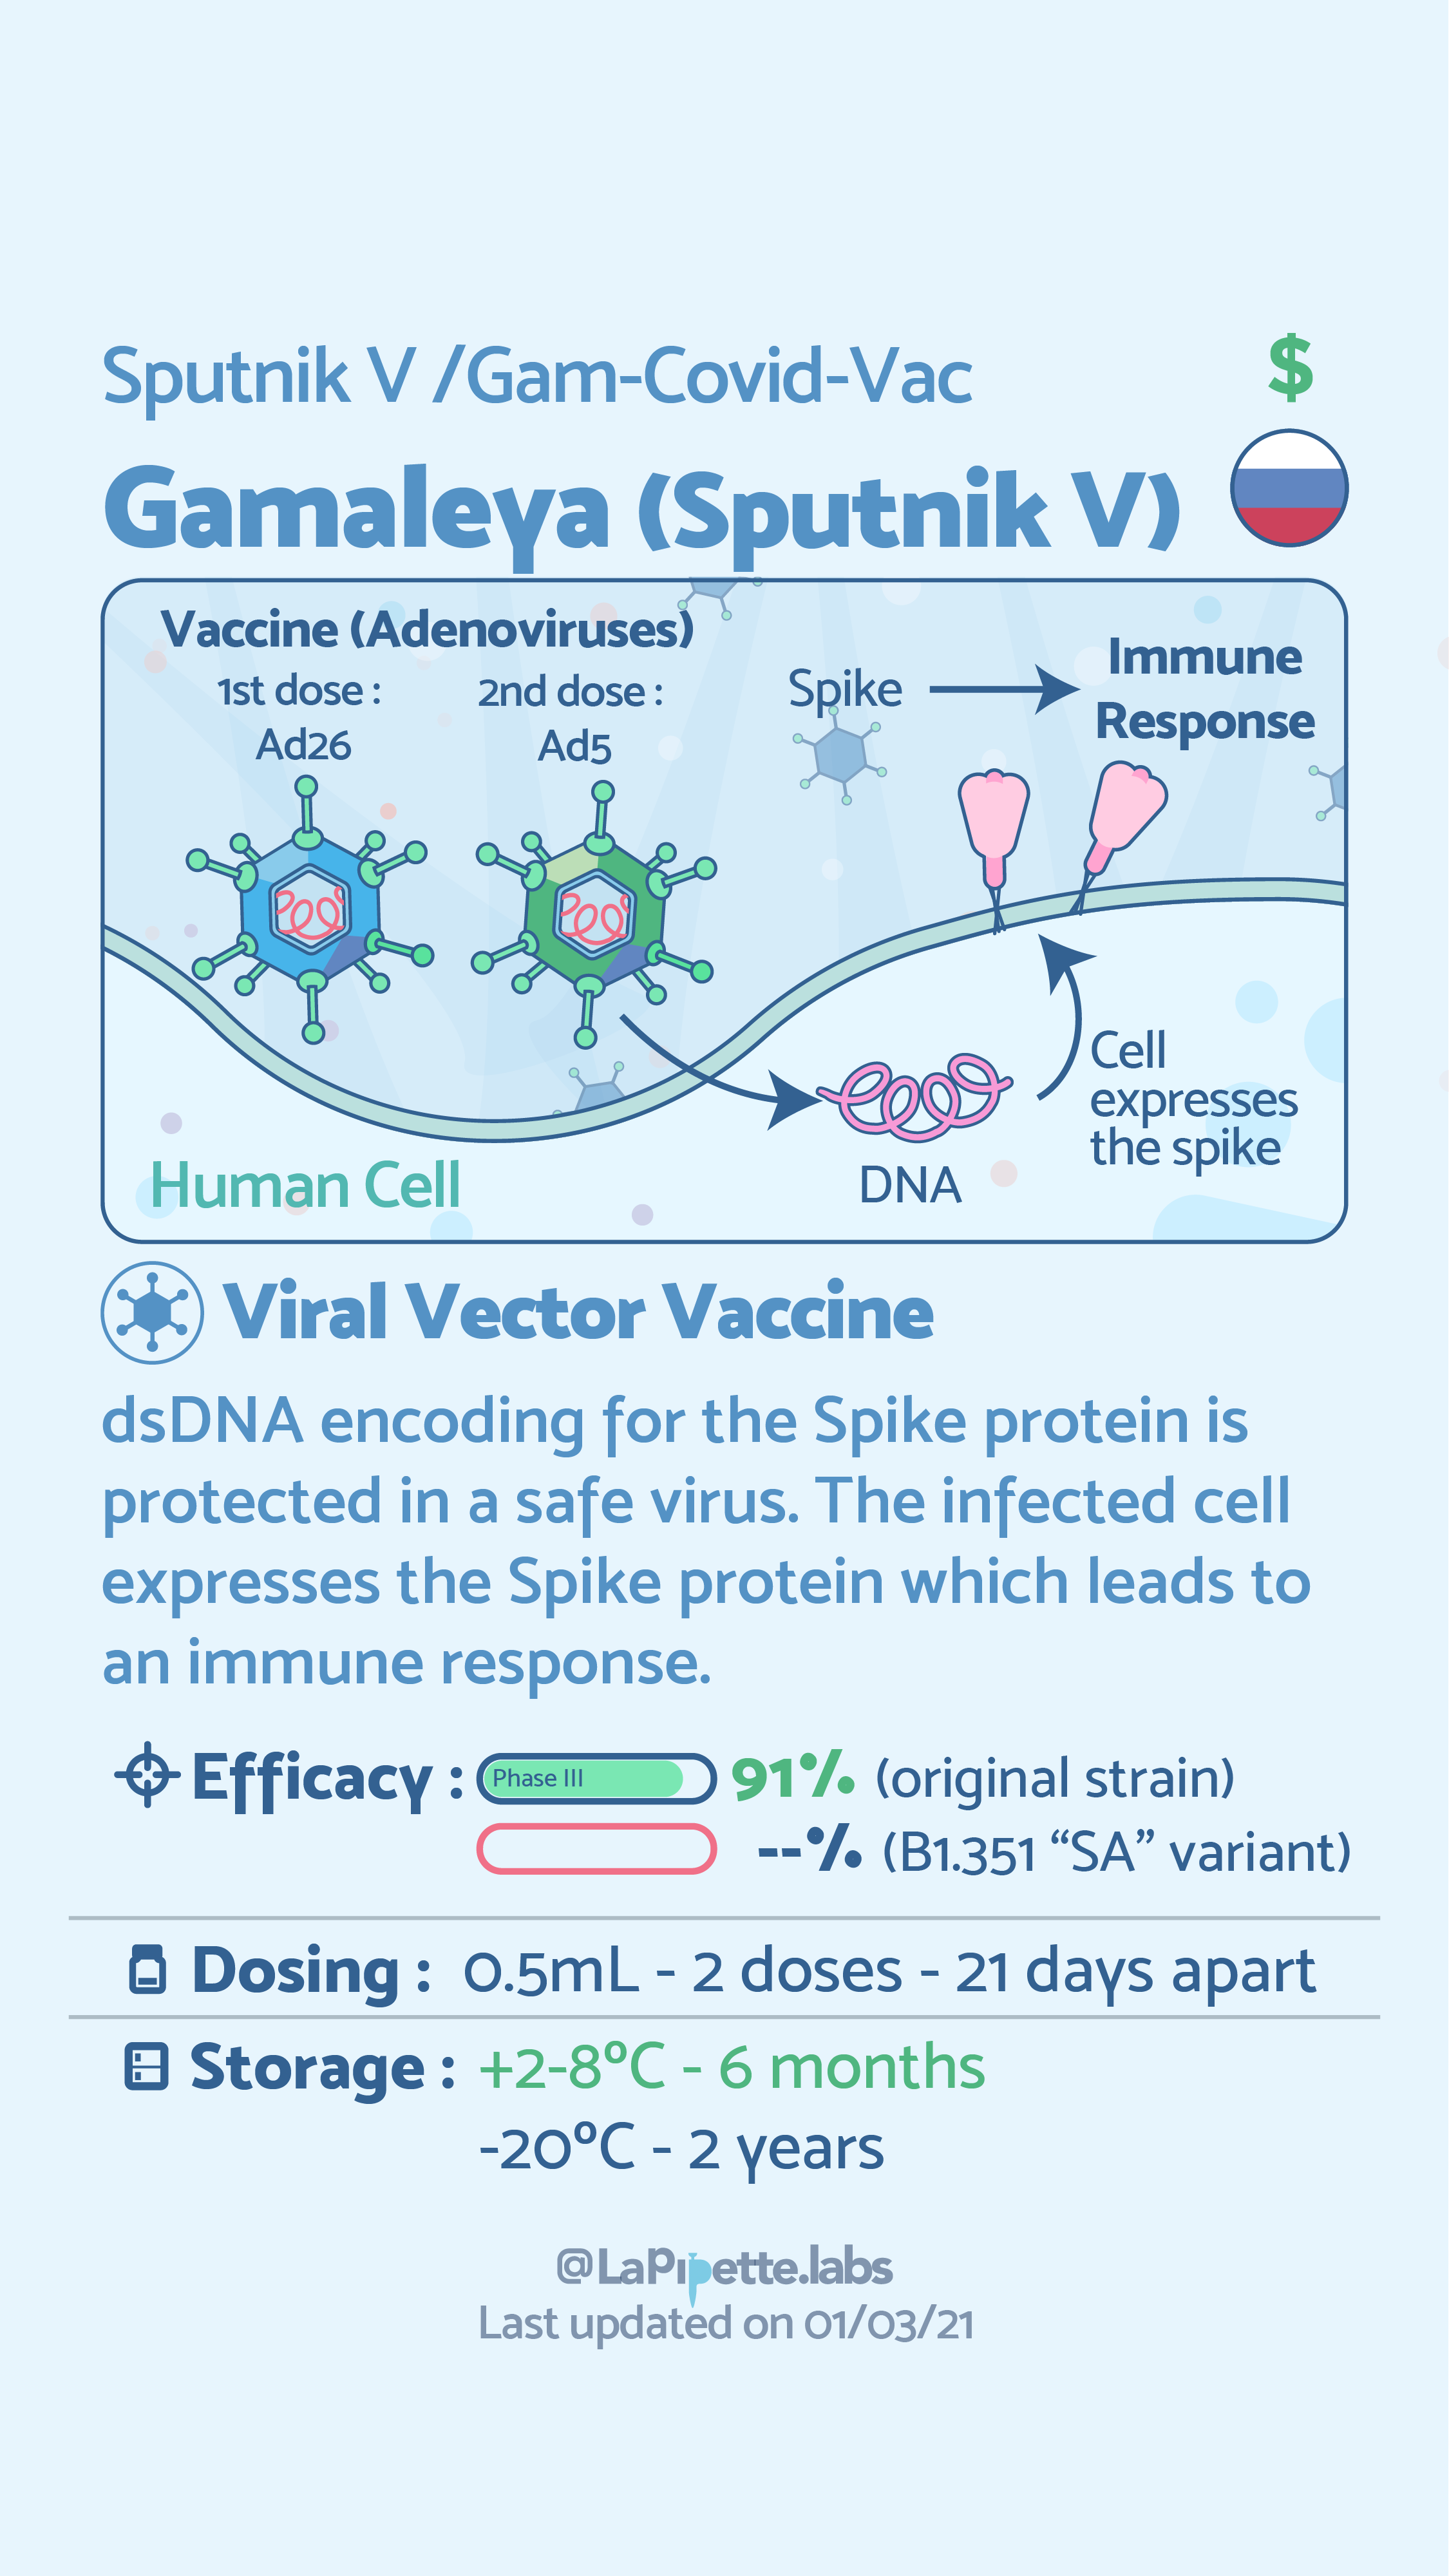 Sputnik V /Gam-Covid-Vac
$
Gamaleya (Sputnik V)
Vaccine (Adenoviruses)
1st dose :
Ad26
2nd dose :
Ad5
Spike
Immune
Response
Cell
expresses
the spike
DNA
Human Cell
Viral Vector Vaccine
dsDNA encoding for the Spike protein is
protected in a safe virus. The infected cell
expresses the Spike protein which leads to
an immune response.
Efficacy : Phase III 91% (original strain)
--% (B1.351 “SA” variant)
Dosing : 0.5mL - 2 doses - 21 days apart
Storage : +2-8ºC - 6 months
-20ºC - 2 years
@LaPipette.labs
Last updated on 01/03/21